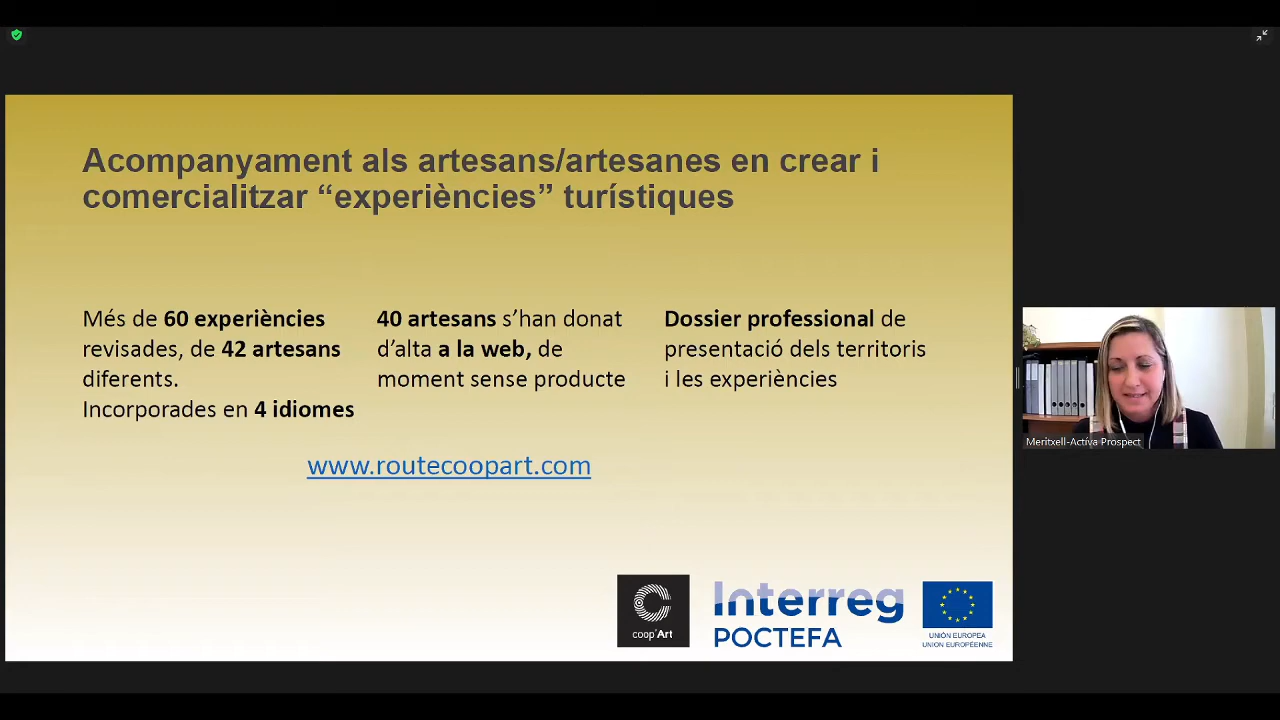 Acompanyament als artesans/artesanes en crear i
comercialitzar “experiències” turístiques
Més de 60 experiències
revisades, de 42 artesans
diferents.
Incorporades en 4 idiomes
40 artesans s’han donat
d’alta a la web, de
moment sense producte
Dossier professional de
presentació dels territoris
i les experiències
www.routecoopart.com
coop'Art
Interreg
POCTEFA
UNIÓN EUROPEA
UNION EUROPÉENNE
Meritxell-Actíva Prospect